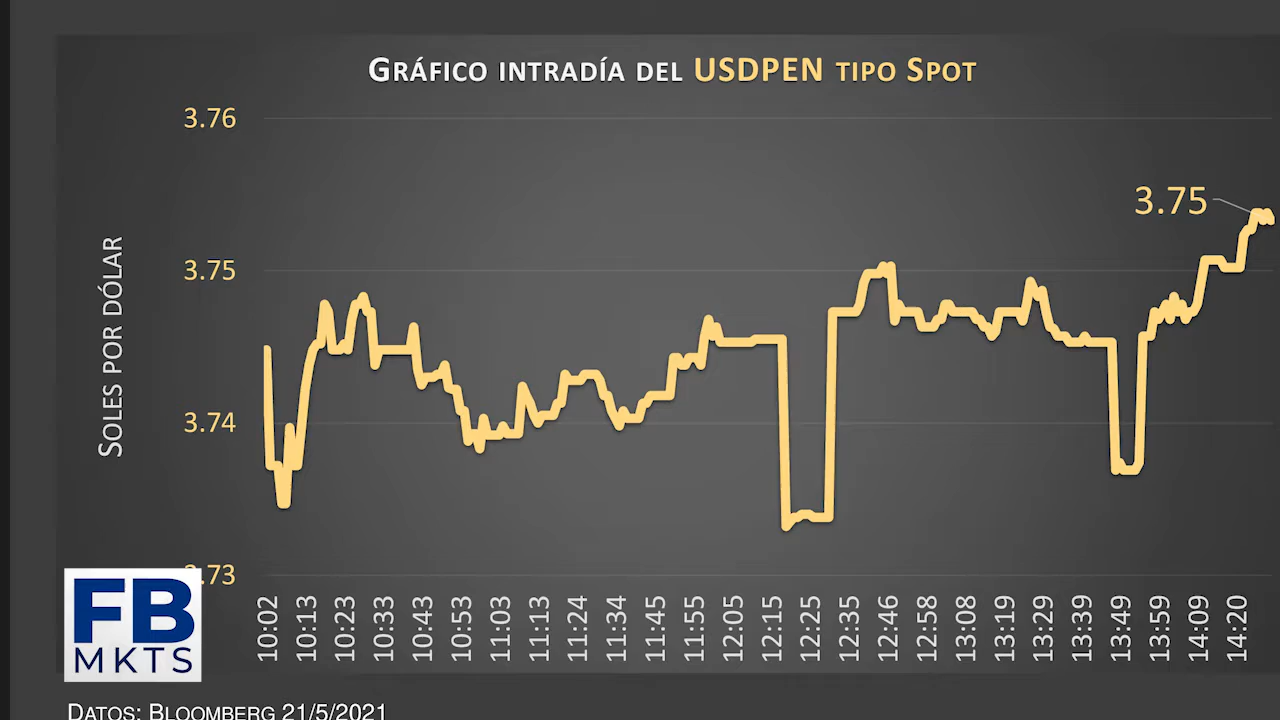 GRÁFICO INTRADÍA DEL USDPEN TIPO SPOT
3.76
3.75
3.75
3.74
3.73
SOLES POR DÓLAR
10:02 10:13 10:23 10:33 10:43 10:53 11:03 11:13 11:24 11:34 11:45 11:55 12:05 12:15 12:25 12:35 12:46 12:58 13:08 13:19 13:29 13:39 13:49 13:59 14:09 14:20
FB
MKTS
DATOS: BLOOMBERG 21/5/2021